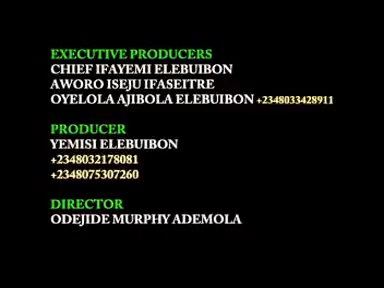 EXECUTIVE PRODUCERS
CHIEF IFAYEMI ELEBUIBON
AWORO ISEJU IFASEITRE
OYELOLA AJIBOLA ELEBUIBON +2348033428911
PRODUCER
YEMISI ELEBUIBON
+2348032178081
+2348075307260
DIRECTOR
ODEJIDE MURPHY ADEMOLA